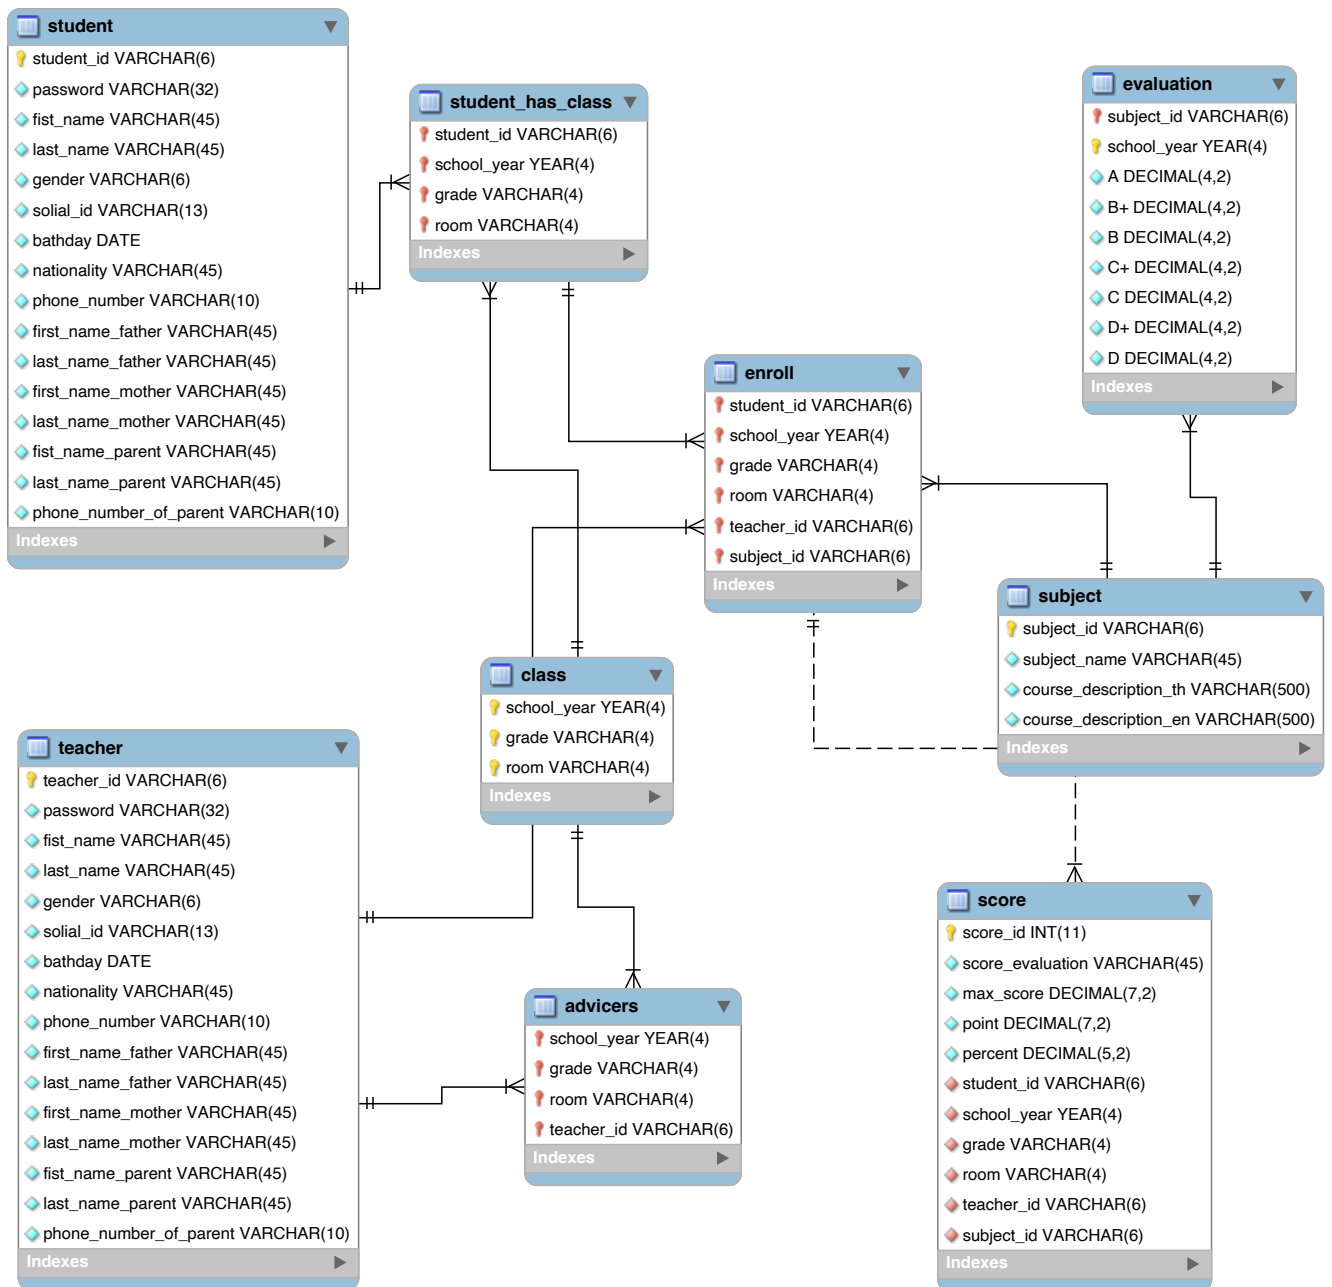 student
student_id VARCHAR(6)
password VARCHAR(32)
fist_name VARCHAR(45)
last_name VARCHAR(45)
gender VARCHAR(6)
solial_id VARCHAR(13)
bathday DATE
nationality VARCHAR(45)
phone_number VARCHAR(10)
first_name_father VARCHAR(45)
last_name_father VARCHAR(45)
first_name_mother VARCHAR(45)
last_name_mother VARCHAR(45)
fist_name_parent VARCHAR(45)
last_name_parent VARCHAR(45)
phone_number_of_parent VARCHAR(10)
Indexes
student_has_class
student_id VARCHAR(6)
school_year YEAR(4)
grade VARCHAR(4)
room VARCHAR(4)
Indexes
evaluation
subject_id VARCHAR(6)
school_year YEAR(4)
A DECIMAL(4,2)
B+ DECIMAL(4,2)
B DECIMAL(4,2)
C+ DECIMAL(4,2)
C DECIMAL(4,2)
D+ DECIMAL(4,2)
D DECIMAL(4,2)
Indexes
enroll
student_id VARCHAR(6)
school_year YEAR(4)
grade VARCHAR(4)
room VARCHAR(4)
teacher_id VARCHAR(6)
subject_id VARCHAR(6)
Indexes
subject
subject_id VARCHAR(6)
subject_name VARCHAR(45)
course_description_th VARCHAR(500)
course_description_en VARCHAR(500)
Indexes
class
school_year YEAR(4)
grade VARCHAR(4)
room VARCHAR(4)
Indexes
teacher
teacher_id VARCHAR(6)
password VARCHAR(32)
fist_name VARCHAR(45)
last_name VARCHAR(45)
gender VARCHAR(6)
solial_id VARCHAR(13)
bathday DATE
nationality VARCHAR(45)
phone_number VARCHAR(10)
first_name_father VARCHAR(45)
last_name_father VARCHAR(45)
first_name_mother VARCHAR(45)
last_name_mother VARCHAR(45)
fist_name_parent VARCHAR(45)
last_name_parent VARCHAR(45)
phone_number_of_parent VARCHAR(10)
Indexes
advicers
school_year YEAR(4)
grade VARCHAR(4)
room VARCHAR(4)
teacher_id VARCHAR(6)
Indexes
score
score_id INT(11)
score_evaluation VARCHAR(45)
max_score DECIMAL(7,2)
point DECIMAL(7,2)
percent DECIMAL(5,2)
student_id VARCHAR(6)
school_year YEAR(4)
grade VARCHAR(4)
room VARCHAR(4)
teacher_id VARCHAR(6)
subject_id VARCHAR(6)
Indexes